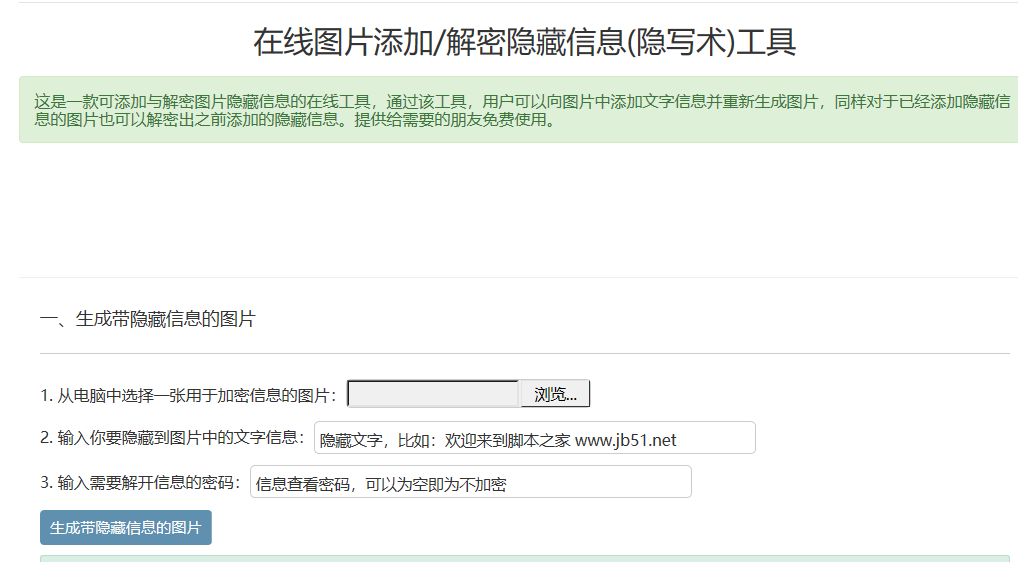 在线图片添加/解密隐藏信息(隐写术)工具
这是一款可添加与解密图片隐藏信息的在线工具，通过该工具，用户可以向图片中添加文字信息并重新生成图片，同样对于已经添加隐藏信
息的图片也可以解密出之前添加的隐藏信息。提供给需要的朋友免费使用。
一、生成带隐藏信息的图片
1. 从电脑中选择一张用于加密信息的图片： 浏览...
2. 输入你要隐藏到图片中的文字信息： 隐藏文字，比如：欢迎来到脚本之家 www.jb51.net
3. 输入需要解开信息的密码： 信息查看密码，可以为空即为不加密
生成带隐藏信息的图片